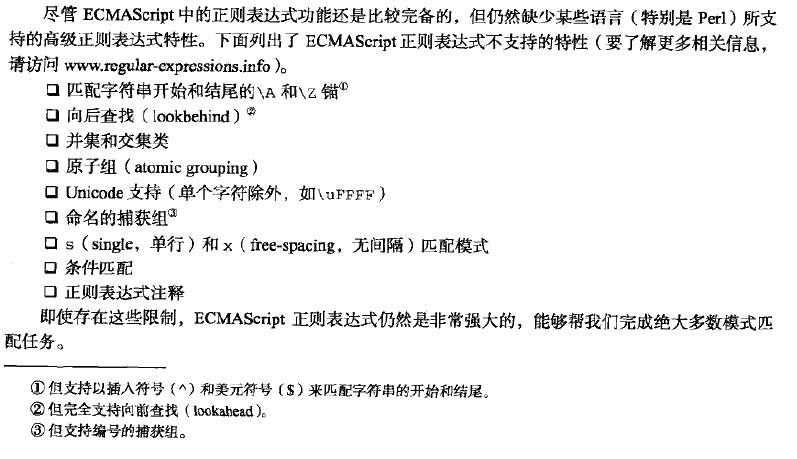 尽管 ECMAScript 中的正则表达式功能还是比较完备的，但仍然缺少某些语言（特别是 Perl）所支
持的高级正则表达式特性。下面列出了 ECMAScript 正则表达式不支持的特性（要了解更多相关信息，
请访问 www.regular-expressions.info）。
❑ 匹配字符串开始和结尾的\A 和\Z 锚①
❑ 向后查找（lookbehind）②
❑ 并集和交集类
❑ 原子组（atomic grouping）
❑ Unicode 支持（单个字符除外，如\uFFFF）
❑ 命名的捕获组③
❑ s（single，单行）和 x（free-spacing，无间隔）匹配模式
❑ 条件匹配
❑ 正则表达式注释
即使存在这些限制，ECMAScript 正则表达式仍然是非常强大的，能够帮我们完成绝大多数模式匹
配任务。
① 但支持以插入符号（^）和美元符号（$）来匹配字符串的开始和结尾。
② 但完全支持向前查找（lookahead）。
③ 但支持编号的捕获组。